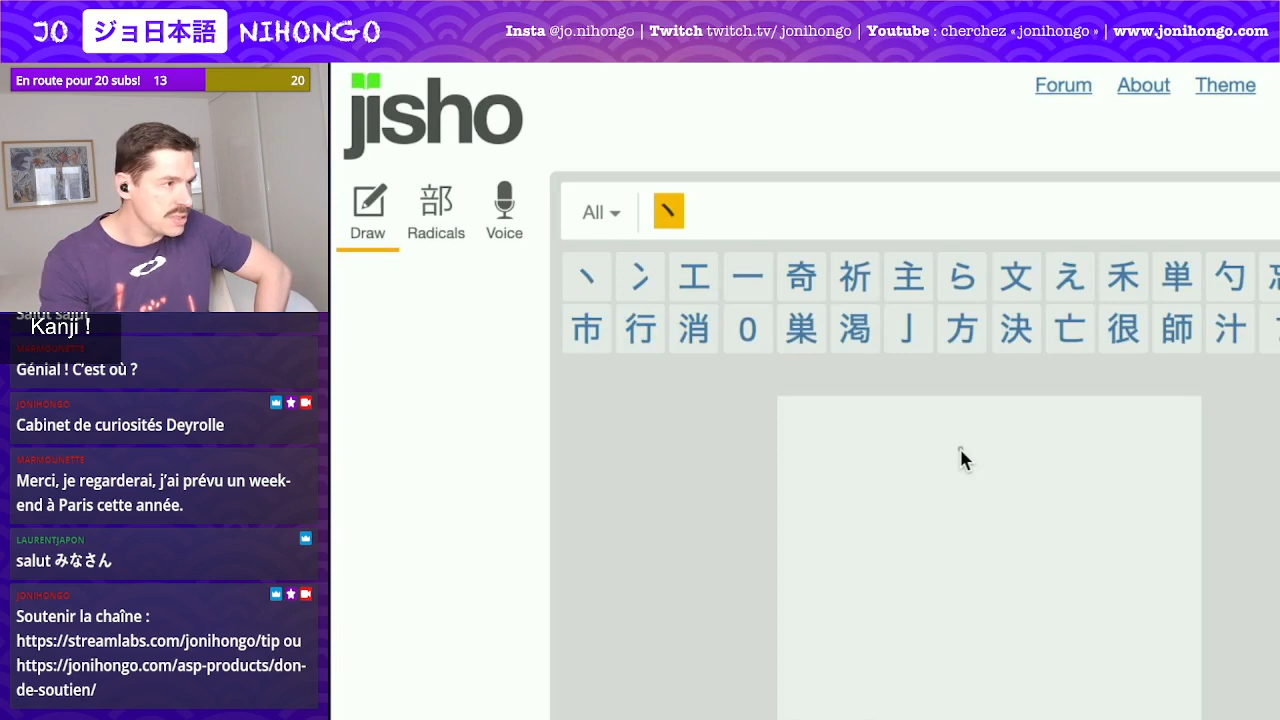 JO ジョ日本語 NIHONGO
Insta @jo.nihongo | Twitch twitch.tv/ jonihongo | Youtube : cherchez « jonihongo » | www.jonihongo.com
En route pour 20 subs! 13 20
Kanji !
MARMOUNETTE
Génial ! C'est où ?
JONIHONGO
Cabinet de curiosités Deyrolle
MARMOUNETTE
Merci, je regarderai, j'ai prévu un week-
end à Paris cette année.
LAURENTJAPON
salut みなさん
JONIHONGO
Soutenir la chaîne :
https://streamlabs.com/jonihongo/tip ou
https://jonihongo.com/asp-products/don-
de-soutien/
jisho
Forum About Theme
Draw 部 Radicals Voice
All 丶
丶 冫 工 一 奇 祈 主 ら 文 え 禾 単 勺
市 行 消 0 巣 渇 亅 方 決 亡 很 師 汁